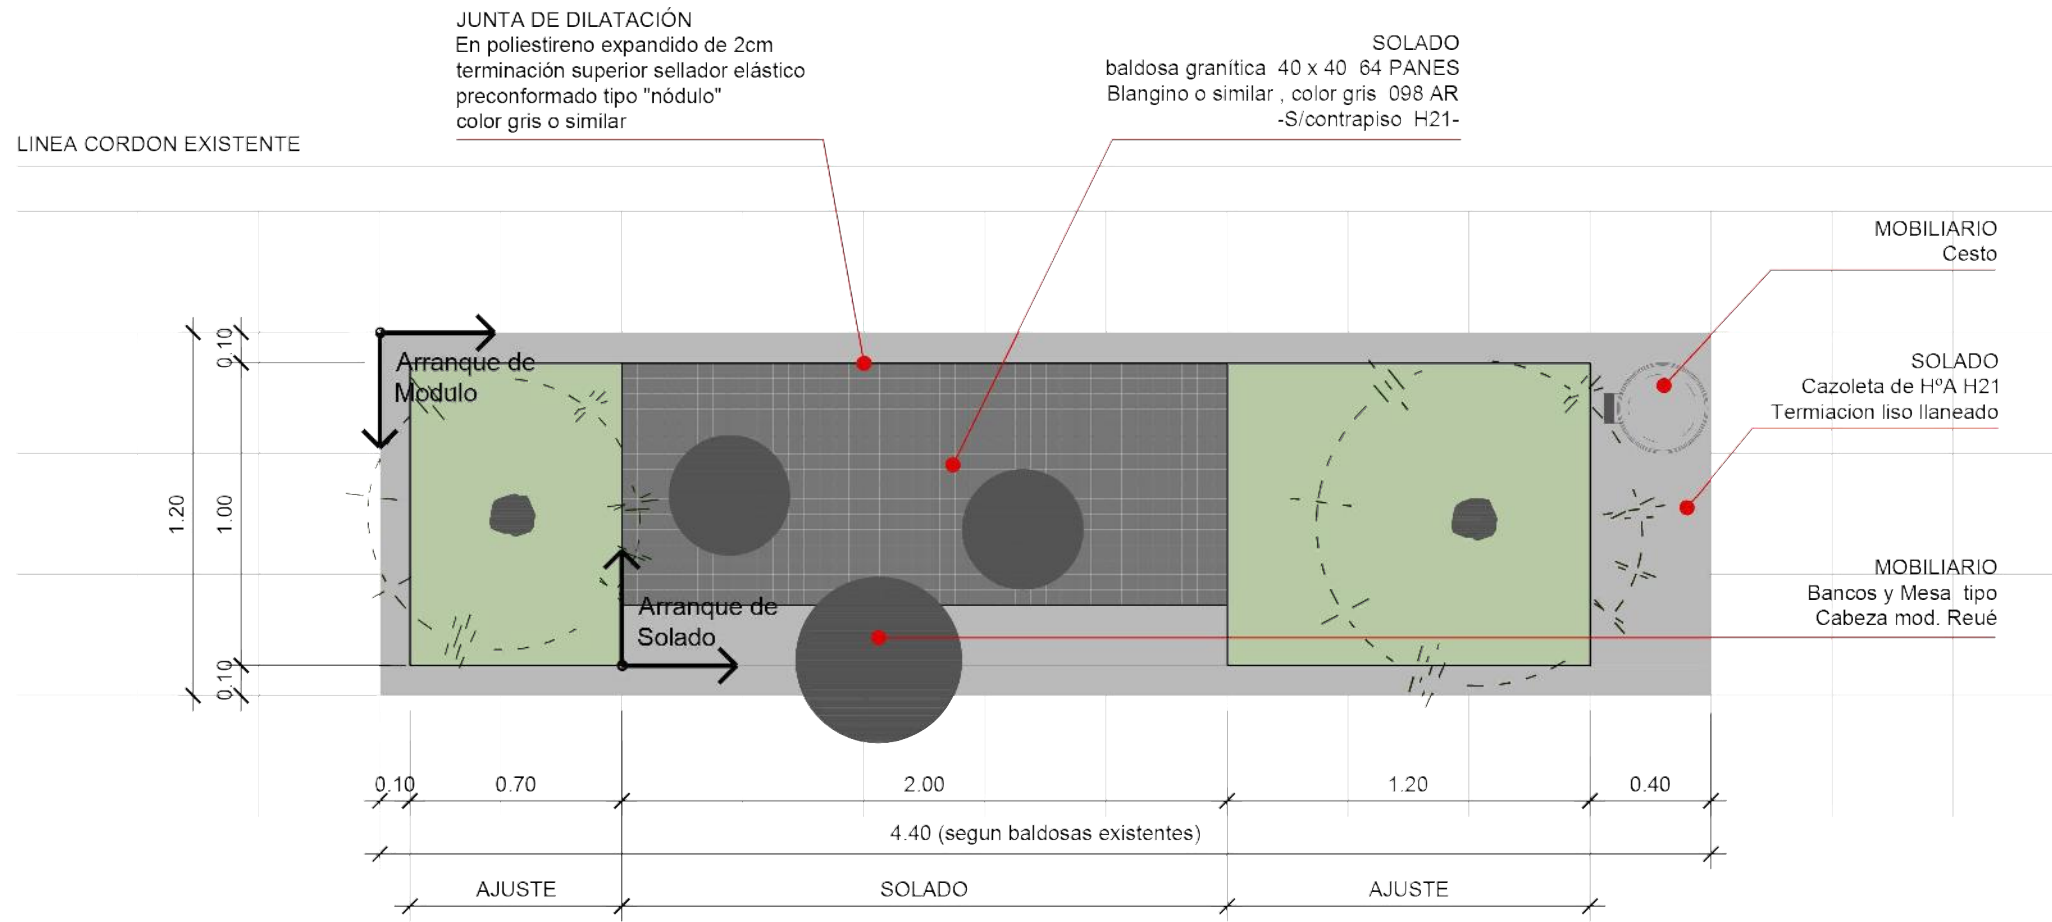 JUNTA DE DILATACIÓN
En poliestireno expandido de 2cm
terminación superior sellador elástico
preconformado tipo "nódulo"
color gris o similar
SOLADO
baldosa granítica 40 x 40 64 PANES
Blangino o similar , color gris 098 AR
-S/contrapiso H21-
LINEA CORDON EXISTENTE
MOBILIARIO
Cesto
Arranque de
Modulo
SOLADO
Cazoleta de HºA H21
Termiacion liso llaneado
0.10
1.20
1.00
0.10
Arranque de
Solado
MOBILIARIO
Bancos y Mesa tipo
Cabeza mod. Reué
0.10 0.70 2.00 1.20 0.40
4.40 (segun baldosas existentes)
AJUSTE SOLADO AJUSTE